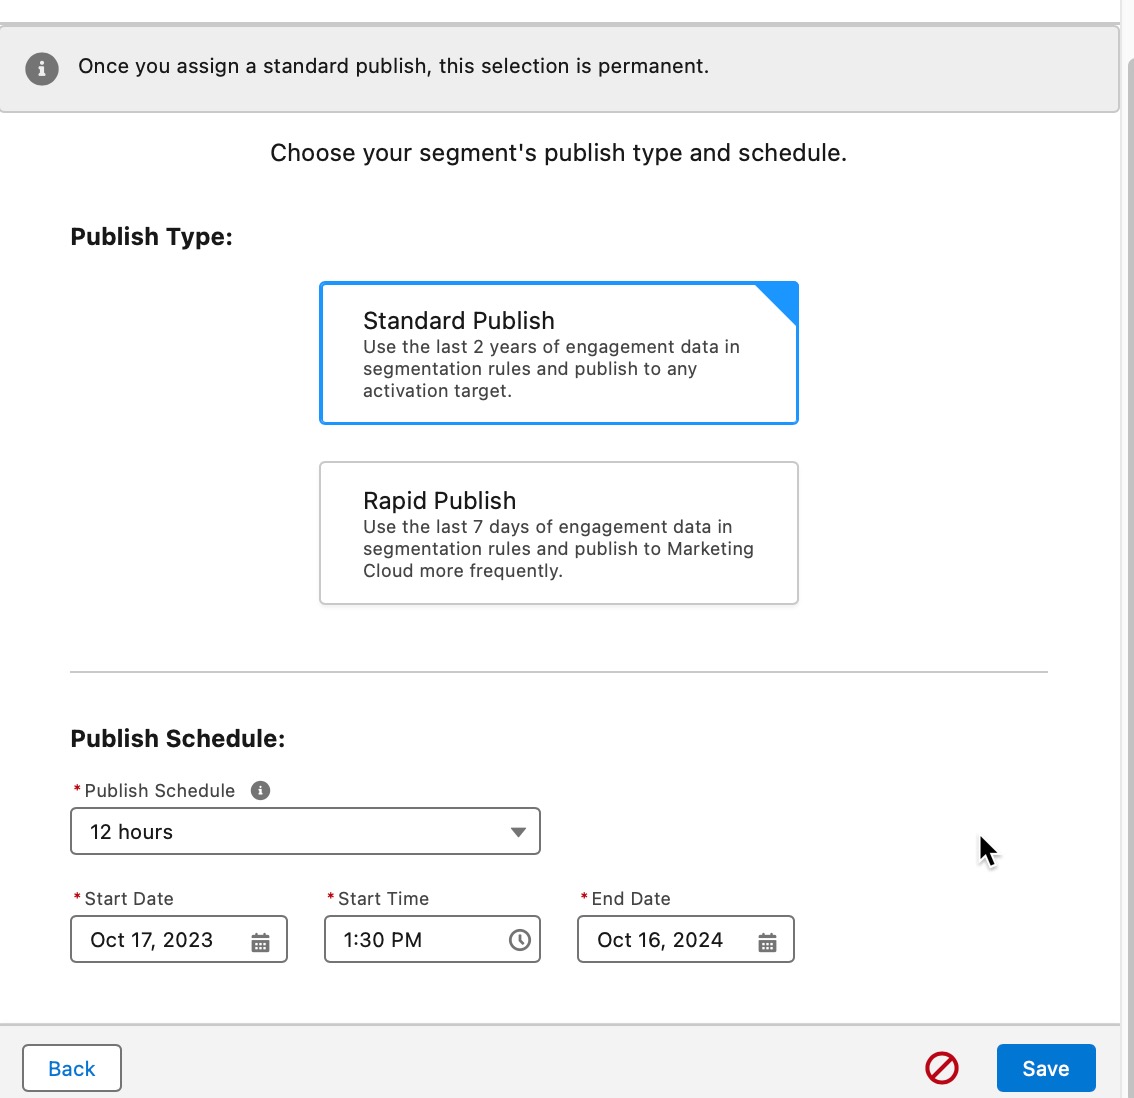 Once you assign a standard publish, this selection is permanent.
Choose your segment's publish type and schedule.
Publish Type:
Standard Publish
Use the last 2 years of engagement data in
segmentation rules and publish to any
activation target.
Rapid Publish
Use the last 7 days of engagement data in
segmentation rules and publish to Marketing
Cloud more frequently.
Publish Schedule:
* Publish Schedule
12 hours
* Start Date * Start Time * End Date
Oct 17, 2023 1:30 PM Oct 16, 2024
Back Save